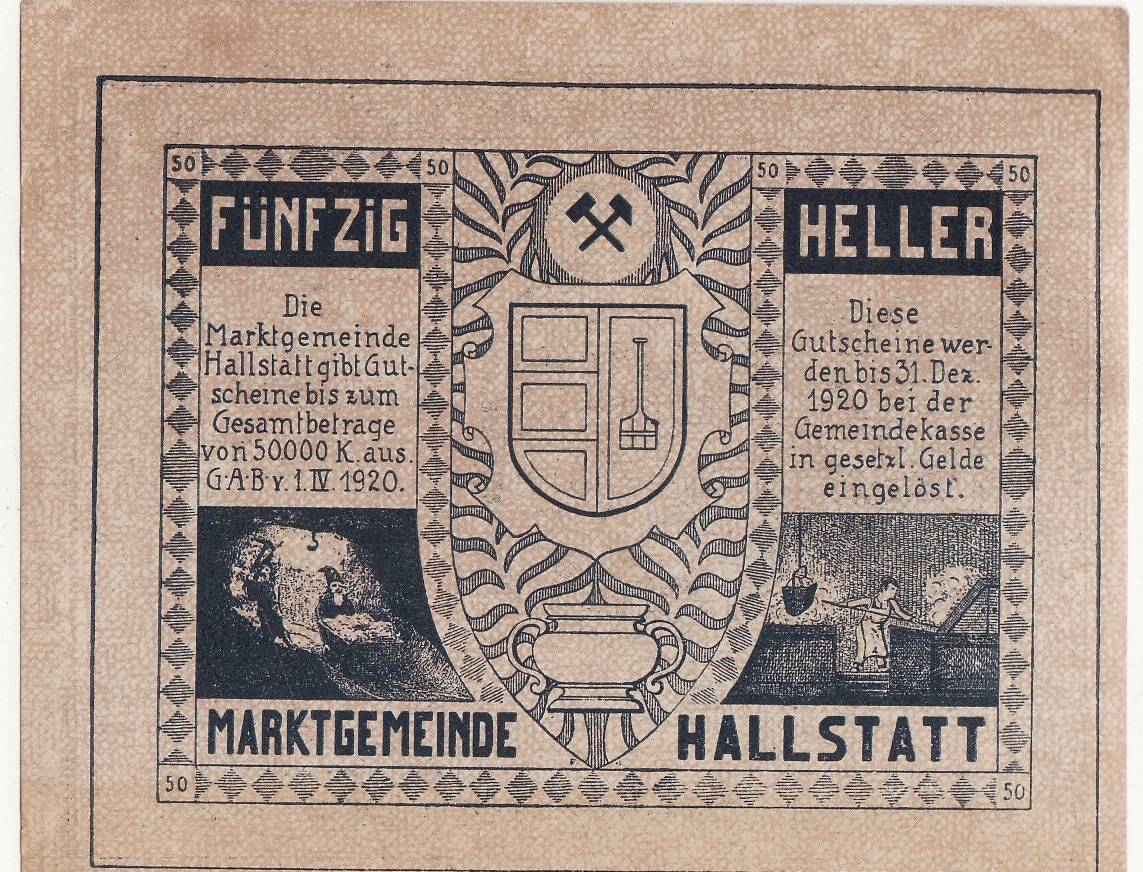 50 50 50 50
FÜNFZIG
HELLER
Die
Marktgemeinde
Hallstatt gibt Gut-
scheine bis zum
Gesamtbetrage
von 50000 K. aus.
G.A.B v. 1. IV. 1920.
Diese
Gutscheine wer-
den bis 31. Dez.
1920 bei der
Gemeindekasse
in gesetzl. Gelde
eingelöst.
MARKTGEMEINDE HALLSTATT
50 50